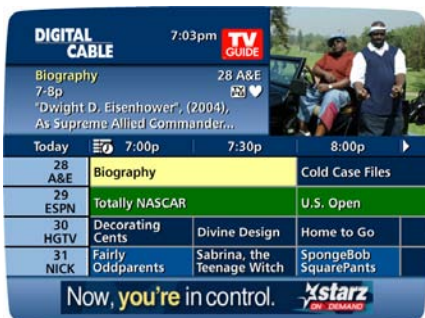 DIGITAL
CABLE
7:03pm
TV
GUIDE
Biography
28 A&E
7-8p
"Dwight D. Eisenhower", (2004),
As Supreme Allied Commander...
Today 7:00p 7:30p 8:00p
28
A&E
Biography
Cold Case Files
29
ESPN
Totally NASCAR
U.S. Open
30
HGTV
Decorating
Cents
Divine Design
Home to Go
31
NICK
Fairly
Oddparents
Sabrina, the
Teenage Witch
SpongeBob
SquarePants
Now, you're in control.
starz
ON DEMAND